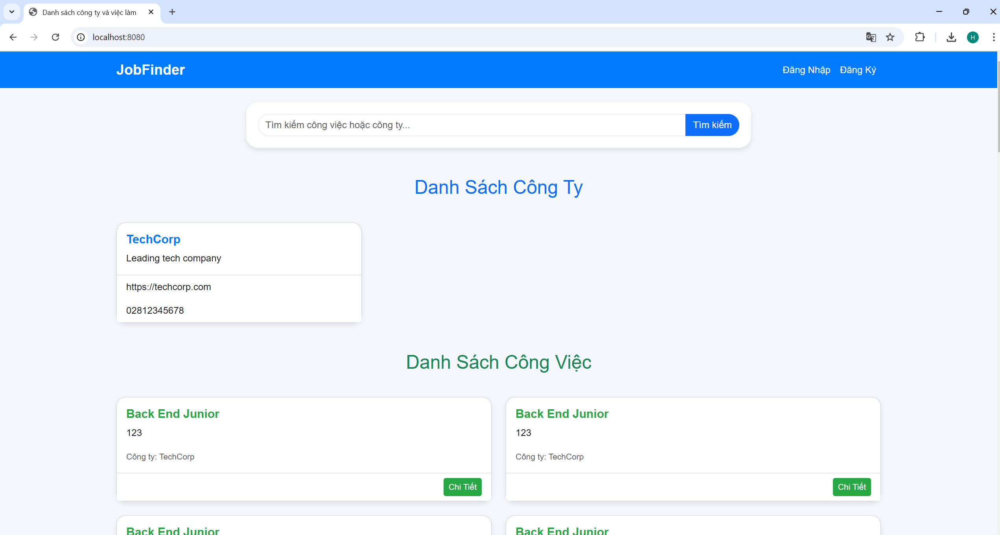 Danh sách công ty và việc làm
localhost:8080
H
JobFinder
Đăng Nhập Đăng Ký
Tìm kiếm công việc hoặc công ty...
Tìm kiếm
Danh Sách Công Ty
TechCorp
Leading tech company
https://techcorp.com
02812345678
Danh Sách Công Việc
Back End Junior
123
Công ty: TechCorp
Chi Tiết
Back End Junior
123
Công ty: TechCorp
Chi Tiết
Back End Junior
Back End Junior